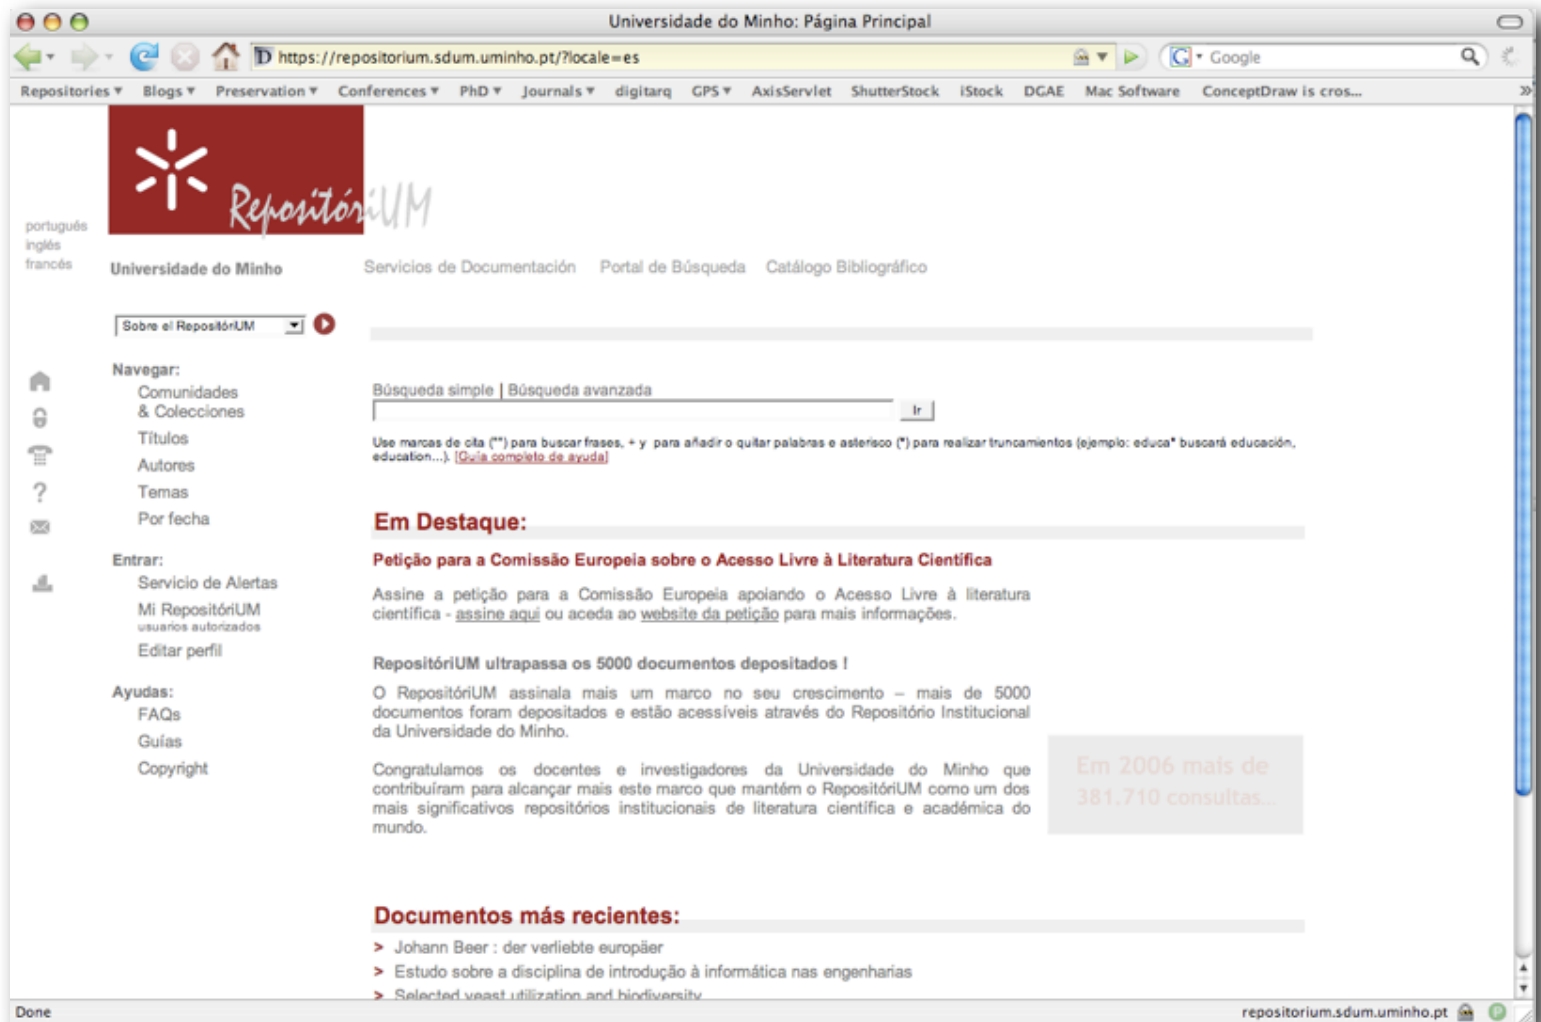 Universidade do Minho: Página Principal
https://repositorium.sdum.uminho.pt/?locale=es
Google
Repositories Blogs Preservation Conferences PhD Journals digitarq GPS AxisServlet ShutterStock iStock DGAE Mac Software ConceptDraw is cros...
RepositóriUM
portugués
inglés
francés
Universidade do Minho Servicios de Documentación Portal de Búsqueda Catálogo Bibliográfico
Sobre el RepositóriUM
Navegar:
Comunidades
& Colecciones
Títulos
Autores
Temas
Por fecha
Entrar:
Servicio de Alertas
Mi RepositóriUM
usuarios autorizados
Editar perfil
Ayudas:
FAQs
Guías
Copyright
Búsqueda simple | Búsqueda avanzada
Ir
Use marcas de cita ("") para buscar frases, + y para añadir o quitar palabras e asterisco (*) para realizar truncamientos (ejemplo: educa* buscará educación,
education...). [Guía completo de ayuda]
Em Destaque:
Petição para a Comissão Europeia sobre o Acesso Livre à Literatura Científica
Assine a petição para a Comissão Europeia apoiando o Acesso Livre à literatura
científica - assine aqui ou aceda ao website da petição para mais informações.
RepositóriUM ultrapassa os 5000 documentos depositados !
O RepositóriUM assinala mais um marco no seu crescimento – mais de 5000
documentos foram depositados e estão acessíveis através do Repositório Institucional
da Universidade do Minho.
Congratulamos os docentes e investigadores da Universidade do Minho que
contribuíram para alcançar mais este marco que mantém o RepositóriUM como um dos
mais significativos repositórios institucionais de literatura científica e académica do
mundo.
Em 2006 mais de
381.710 consultas...
Documentos más recientes:
> Johann Beer : der verliebte europäer
> Estudo sobre a disciplina de introdução à informática nas engenharias
> Selected yeast utilization and biodiversity
Done
repositorium.sdum.uminho.pt